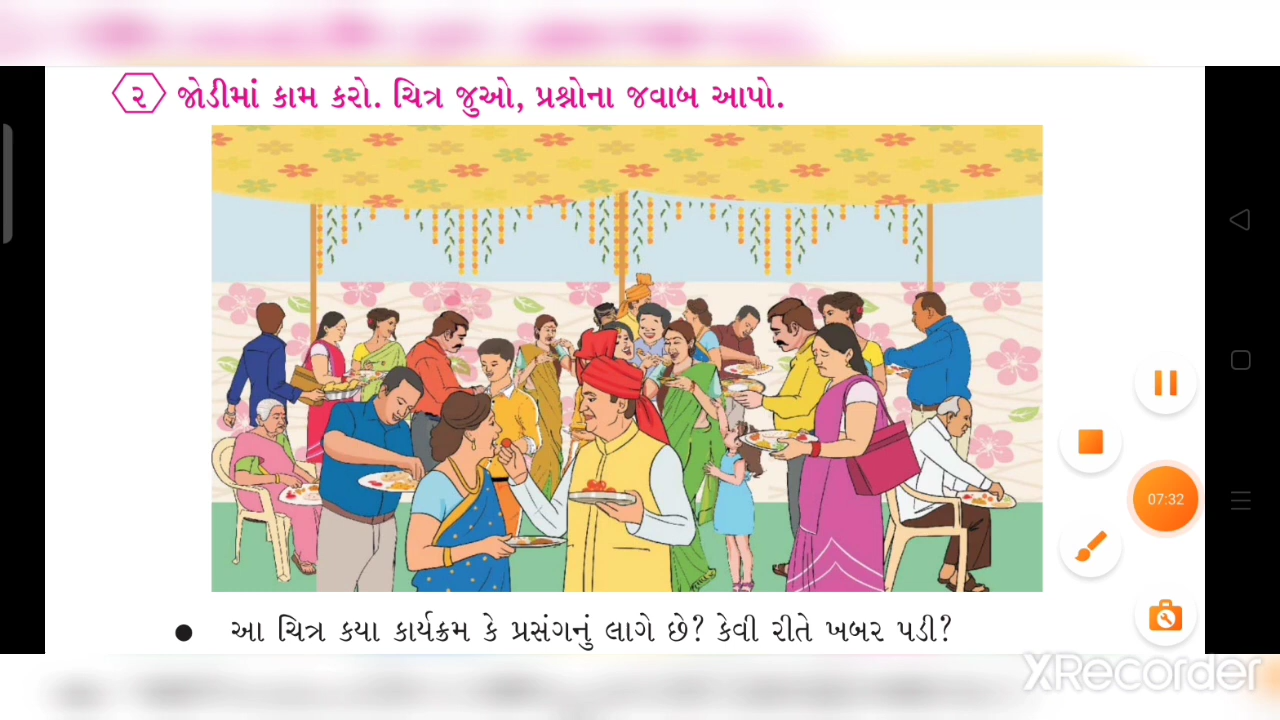 ૨ જોડીમાં કામ કરો. ચિત્ર જુઓ, પ્રશ્નોના જવાબ આપો.
07:32
● આ ચિત્ર કયા કાર્યક્રમ કે પ્રસંગનું લાગે છે? કેવી રીતે ખબર પડી?
XRecorder